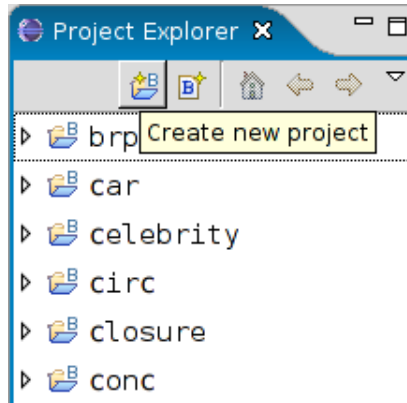 Project Explorer
brp
Create new project
car
celebrity
circ
closure
conc